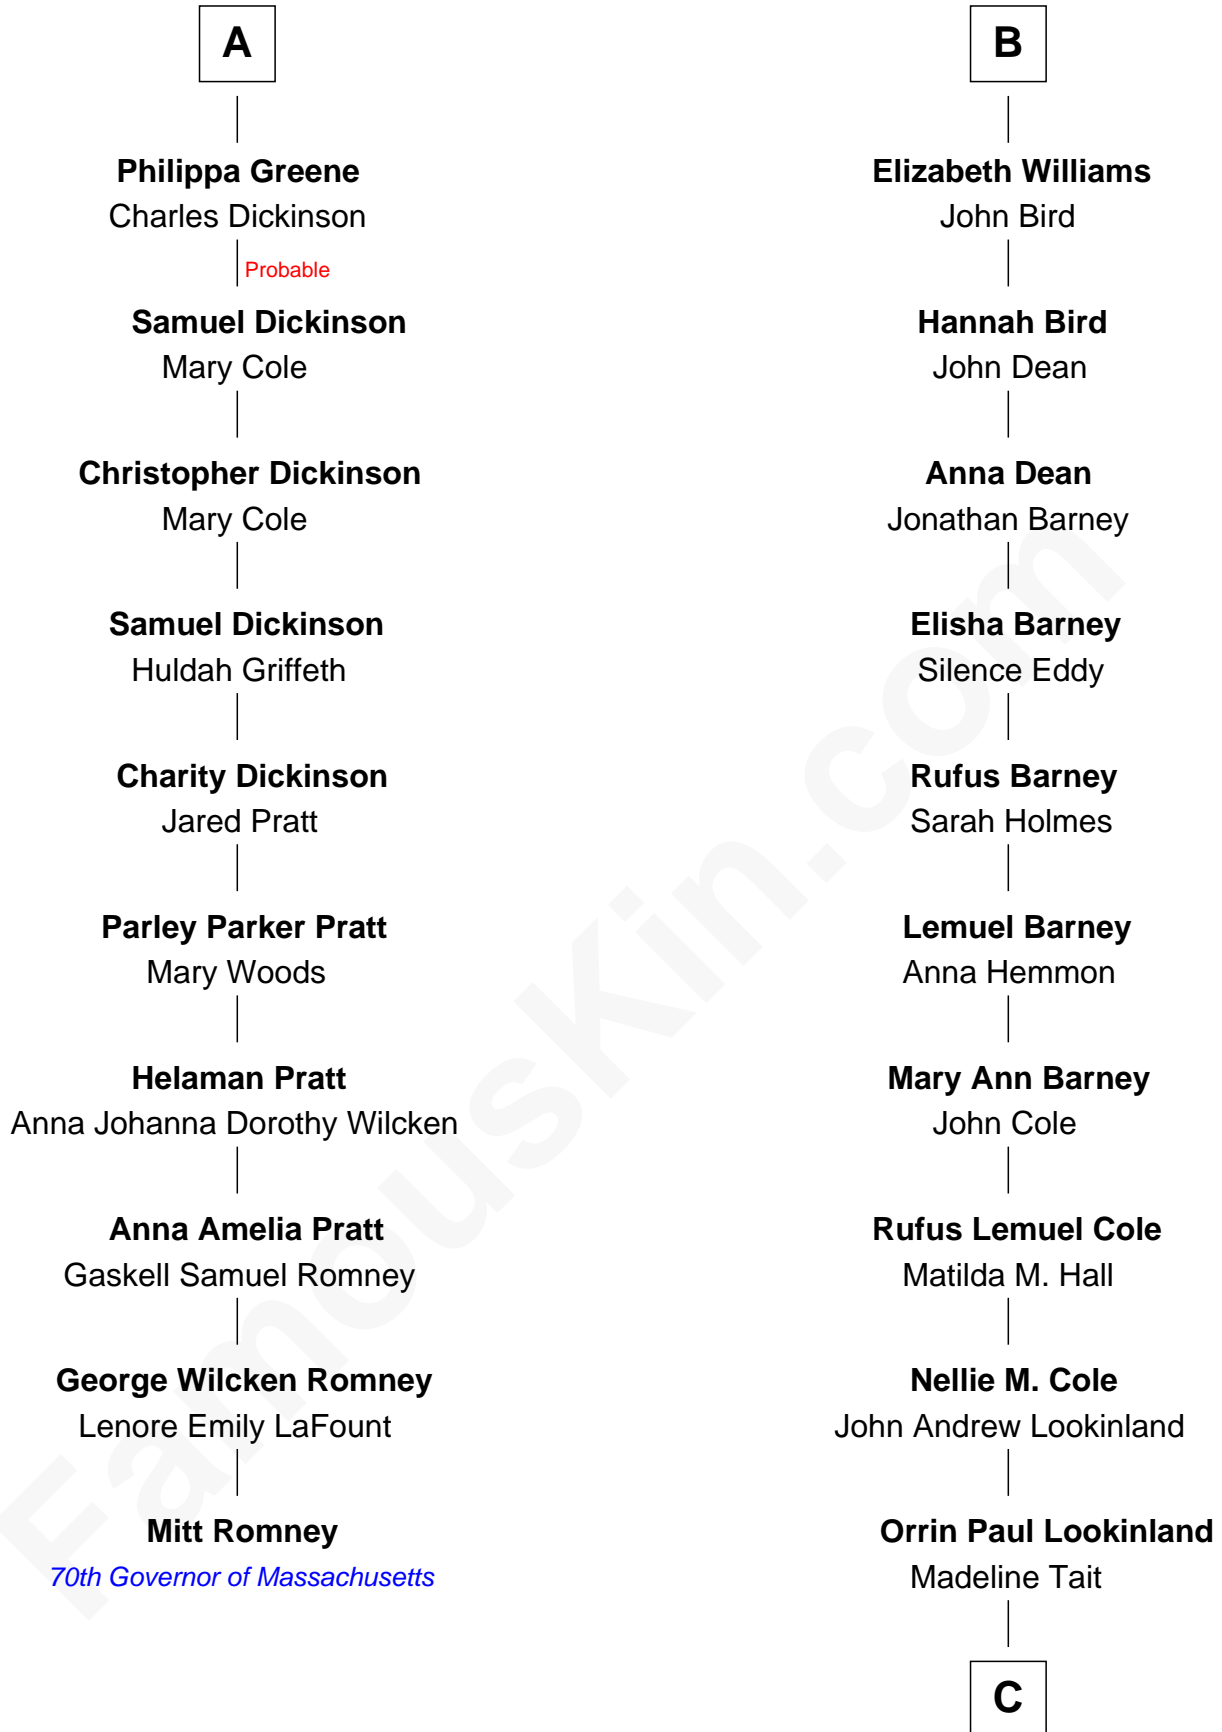 A
Philippa Greene
Charles Dickinson
Probable
Samuel Dickinson
Mary Cole
Christopher Dickinson
Mary Cole
Samuel Dickinson
Huldah Griffeth
Charity Dickinson
Jared Pratt
Parley Parker Pratt
Mary Woods
Helaman Pratt
Anna Johanna Dorothy Wilcken
Anna Amelia Pratt
Gaskell Samuel Romney
George Wilcken Romney
Lenore Emily LaFount
Mitt Romney
70th Governor of Massachusetts
B
Elizabeth Williams
John Bird
Hannah Bird
John Dean
Anna Dean
Jonathan Barney
Elisha Barney
Silence Eddy
Rufus Barney
Sarah Holmes
Lemuel Barney
Anna Hemmon
Mary Ann Barney
John Cole
Rufus Lemuel Cole
Matilda M. Hall
Nellie M. Cole
John Andrew Lookinland
Orrin Paul Lookinland
Madeline Tait
C
FamousKin.com